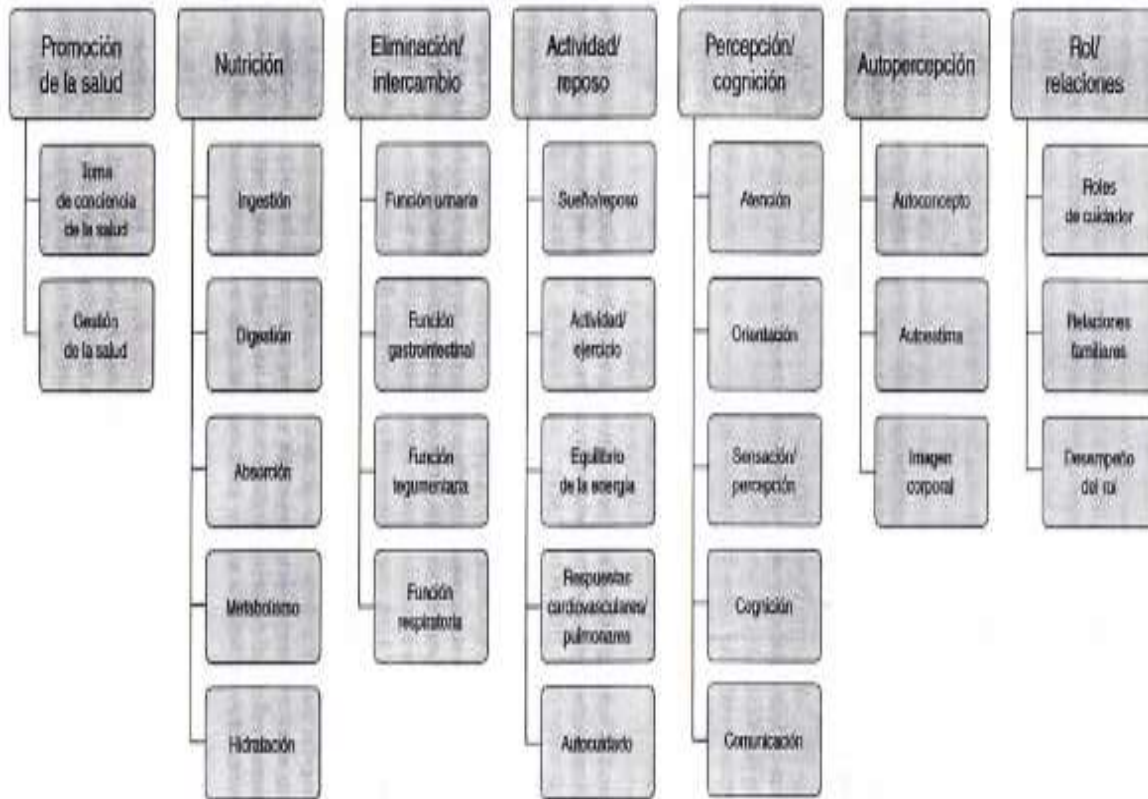 Promoción
de la salud
Toma
de conciencia
de la salud
Gestión
de la salud
Nutrición
Ingestión
Digestión
Absorción
Metabolismo
Hidratación
Eliminación/
intercambio
Función urinaria
Función
gastrointestinal
Función
tegumentaria
Función
respiratoria
Actividad/
reposo
Sueño/reposo
Actividad/
ejercicio
Equilibrio
de la energía
Respuestas
cardiovasculares/
pulmonares
Autocuidado
Percepción/
cognición
Atención
Orientación
Sensación/
percepción
Cognición
Comunicación
Autopercepción
Autoconcepto
Autoestima
Imagen
corporal
Rol/
relaciones
Roles
de cuidador
Relaciones
familiares
Desempeño
del rol